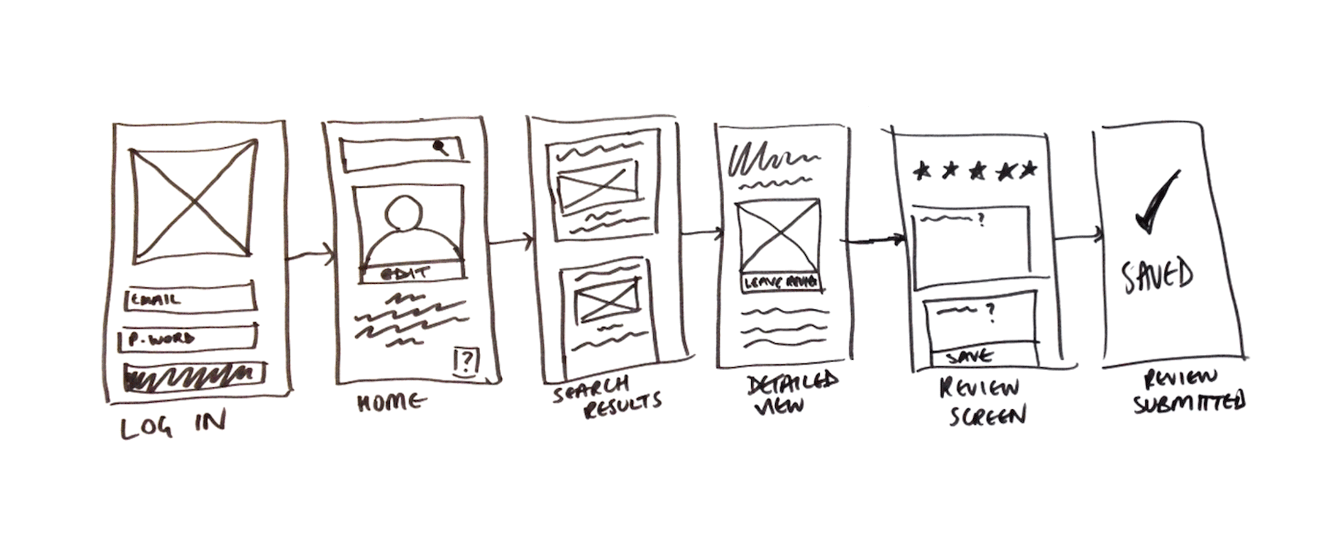 EMAIL
P.WORD
LOG IN
EDIT
?
HOME
SEARCH
RESULTS
LEAVE REVIEW
DETAILED
VIEW
?
?
SAVE
REVIEW
SCREEN
SAVED
REVIEW
SUBMITTED